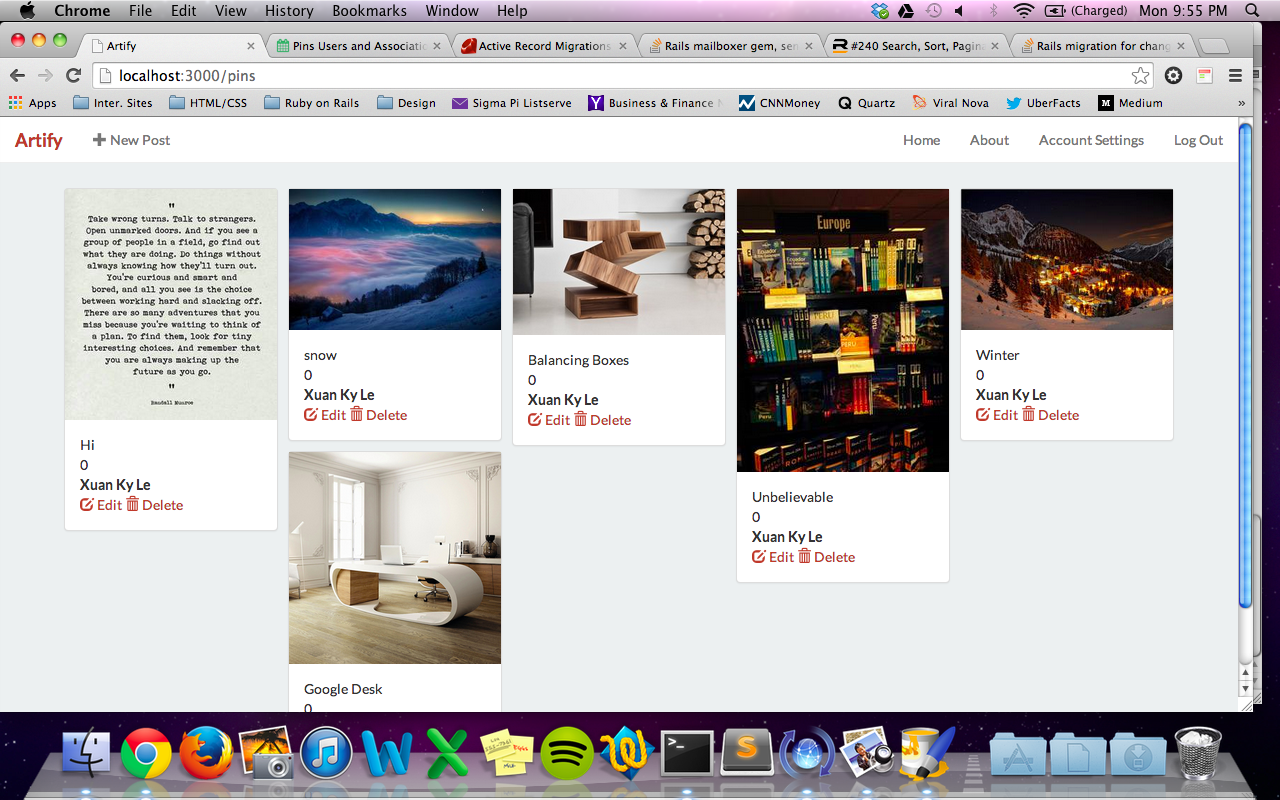 Chrome File Edit View History Bookmarks Window Help (Charged) Mon 9:55 PM
Artify
Pins Users and Associatio
Active Record Migrations
Rails mailboxer gem, sen
#240 Search, Sort, Pagina
Rails migration for chang
localhost:3000/pins
Apps Inter. Sites HTML/CSS Ruby on Rails Design Sigma Pi Listserve Business & Finance N CNNMoney Quartz Viral Nova UberFacts Medium »
Artify New Post Home About Account Settings Log Out
"
Take wrong turns. Talk to strangers.
Open unmarked doors. And if you see a
group of people in a field, go find out
what they are doing. Do things without
always knowing how they'll turn out.
You're curious and smart and
bored, and all you see is the choice
between working hard and slacking off.
There are so many adventures that you
miss because you're waiting to think of
a plan. To find them, look for tiny
interesting choices. And remember that
you are always making up the
future as you go.
"
Randall Munroe
Hi
0
Xuan Ky Le
Edit Delete
snow
0
Xuan Ky Le
Edit Delete
Google Desk
0
Balancing Boxes
0
Xuan Ky Le
Edit Delete
Europe
Ecuador
Ecuador
PERU
Peru
PERU
Peru
Unbelievable
0
Xuan Ky Le
Edit Delete
Winter
0
Xuan Ky Le
Edit Delete